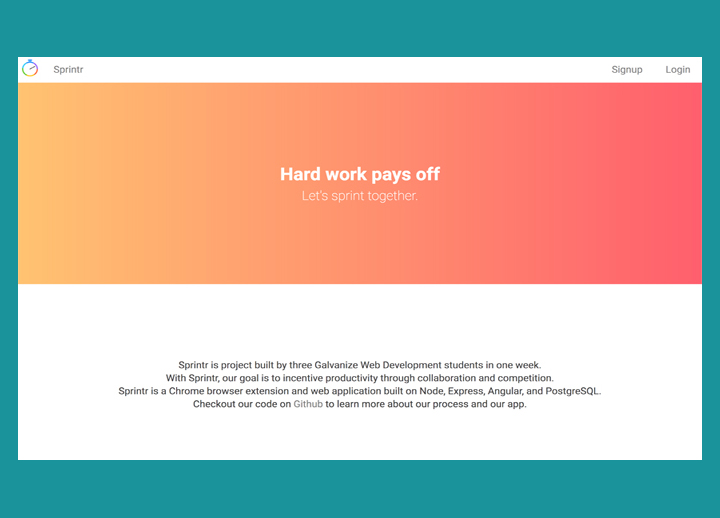 Sprintr
Signup
Login
Hard work pays off
Let's sprint together.
Sprintr is project built by three Galvanize Web Development students in one week.
With Sprintr, our goal is to incentive productivity through collaboration and competition.
Sprintr is a Chrome browser extension and web application built on Node, Express, Angular, and PostgreSQL.
Checkout our code on Github to learn more about our process and our app.